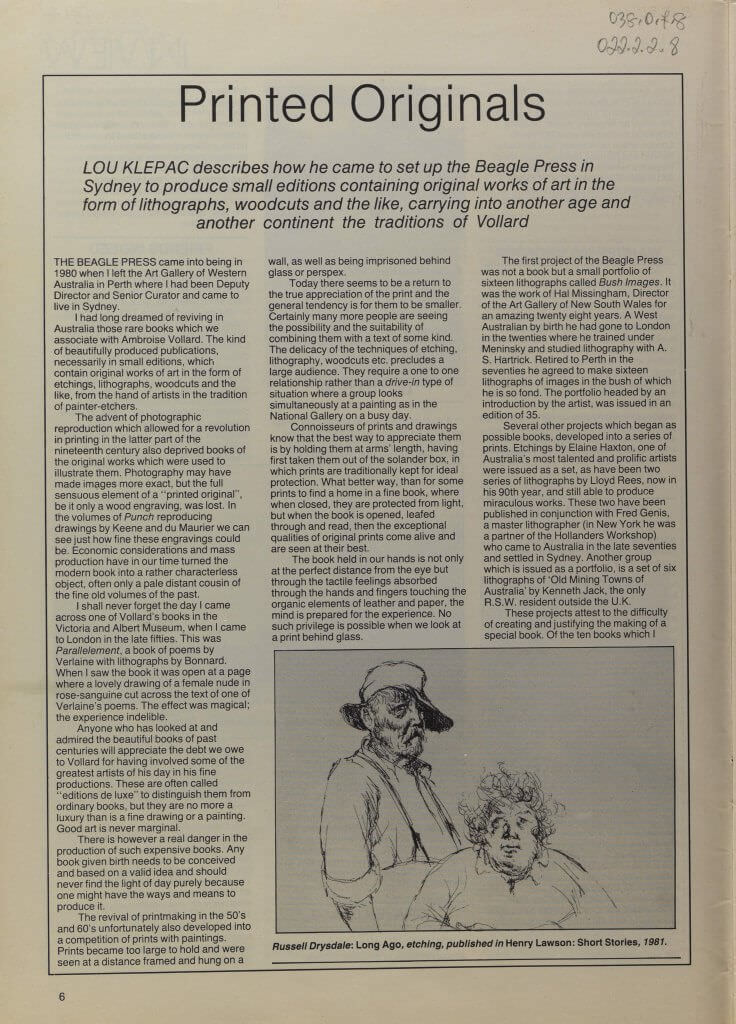 038.0.4.8
022.2.2.8
Printed Originals
LOU KLEPAC describes how he came to set up the Beagle Press in
Sydney to produce small editions containing original works of art in the
form of lithographs, woodcuts and the like, carrying into another age and
another continent the traditions of Vollard
THE BEAGLE PRESS came into being in
1980 when I left the Art Gallery of Western
Australia in Perth where I had been Deputy
Director and Senior Curator and came to
live in Sydney.
I had long dreamed of reviving in
Australia those rare books which we
associate with Ambroise Vollard. The kind
of beautifully produced publications,
necessarily in small editions, which
contain original works of art in the form of
etchings, lithographs, woodcuts and the
like, from the hand of artists in the tradition
of painter-etchers.
The advent of photographic
reproduction which allowed for a revolution
in printing in the latter part of the
nineteenth century also deprived books of
the original works which were used to
illustrate them. Photography may have
made images more exact, but the full
sensuous element of a "printed original",
be it only a wood engraving, was lost. In
the volumes of Punch reproducing
drawings by Keene and du Maurier we can
see just how fine these engravings could
be. Economic considerations and mass
production have in our time turned the
modern book into a rather characterless
object, often only a pale distant cousin of
the fine old volumes of the past.
I shall never forget the day I came
across one of Vollard's books in the
Victoria and Albert Museum, when I came
to London in the late fifties. This was
Parallelement, a book of poems by
Verlaine with lithographs by Bonnard.
When I saw the book it was open at a page
where a lovely drawing of a female nude in
rose-sanguine cut across the text of one of
Verlaine's poems. The effect was magical;
the experience indelible.
Anyone who has looked at and
admired the beautiful books of past
centuries will appreciate the debt we owe
to Vollard for having involved some of the
greatest artists of his day in his fine
productions. These are often called
"editions de luxe" to distinguish them from
ordinary books, but they are no more a
luxury than is a fine drawing or a painting.
Good art is never marginal.
There is however a real danger in the
production of such expensive books. Any
book given birth needs to be conceived
and based on a valid idea and should
never find the light of day purely because
one might have the ways and means to
produce it.
The revival of printmaking in the 50's
and 60's unfortunately also developed into
a competition of prints with paintings.
Prints became too large to hold and were
seen at a distance framed and hung on a
wall, as well as being imprisoned behind
glass or perspex.
Today there seems to be a return to
the true appreciation of the print and the
general tendency is for them to be smaller.
Certainly many more people are seeing
the possibility and the suitability of
combining them with a text of some kind.
The delicacy of the techniques of etching,
lithography, woodcuts etc. precludes a
large audience. They require a one to one
relationship rather than a drive-in type of
situation where a group looks
simultaneously at a painting as in the
National Gallery on a busy day.
Connoisseurs of prints and drawings
know that the best way to appreciate them
is by holding them at arms' length, having
first taken them out of the solander box, in
which prints are traditionally kept for ideal
protection. What better way, than for some
prints to find a home in a fine book, where
when closed, they are protected from light,
but when the book is opened, leafed
through and read, then the exceptional
qualities of original prints come alive and
are seen at their best.
The book held in our hands is not only
at the perfect distance from the eye but
through the tactile feelings absorbed
through the hands and fingers touching the
organic elements of leather and paper, the
mind is prepared for the experience. No
such privilege is possible when we look at
a print behind glass.
The first project of the Beagle Press
was not a book but a small portfolio of
sixteen lithographs called Bush Images. It
was the work of Hal Missingham, Director
of the Art Gallery of New South Wales for
an amazing twenty eight years. A West
Australian by birth he had gone to London
in the twenties where he trained under
Meninsky and studied lithography with A.
S. Hartrick. Retired to Perth in the
seventies he agreed to make sixteen
lithographs of images in the bush of which
he is so fond. The portfolio headed by an
introduction by the artist, was issued in an
edition of 35.
Several other projects which began as
possible books, developed into a series of
prints. Etchings by Elaine Haxton, one of
Australia's most talented and prolific artists
were issued as a set, as have been two
series of lithographs by Lloyd Rees, now in
his 90th year, and still able to produce
miraculous works. These two have been
published in conjunction with Fred Genis,
a master lithographer (in New York he was
a partner of the Hollanders Workshop)
who came to Australia in the late seventies
and settled in Sydney. Another group
which is issued as a portfolio, is a set of six
lithographs of 'Old Mining Towns of
Australia' by Kenneth Jack, the only
R.S.W. resident outside the U.K.
These projects attest to the difficulty
of creating and justifying the making of a
special book. Of the ten books which I
Russell Drysdale: Long Ago, etching, published in Henry Lawson: Short Stories, 1981.
6